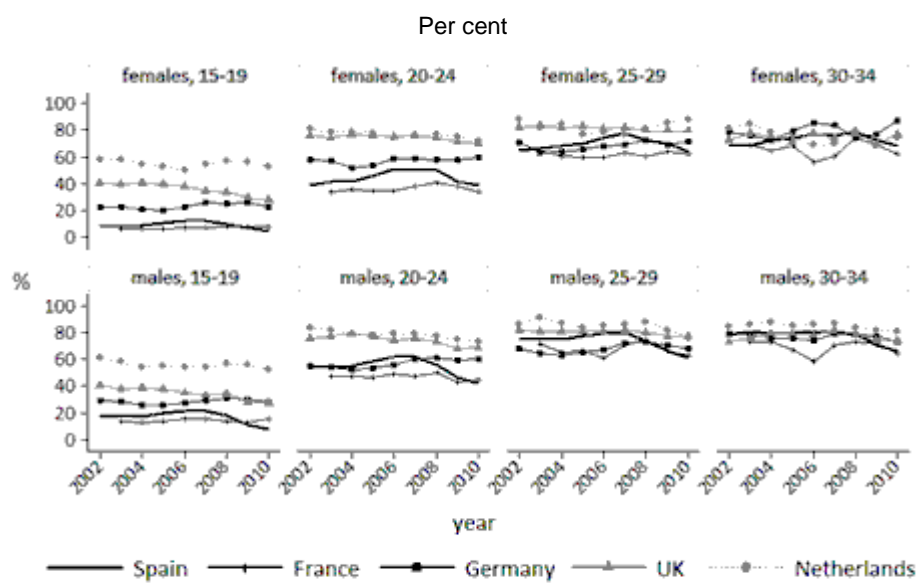 Per cent
females, 15-19 females, 20-24 females, 25-29 females, 30-34
100
80
60
40
20
0
%
males, 15-19 males, 20-24 males, 25-29 males, 30-34
100
80
60
40
20
0
2002 2004 2006 2008 2010 2002 2004 2006 2008 2010 2002 2004 2006 2008 2010 2002 2004 2006 2008 2010
year
Spain France Germany UK Netherlands